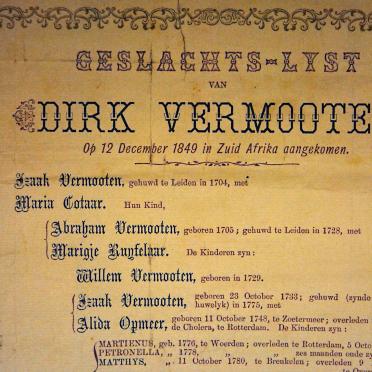 GESLACHTS-LYST
VAN
DIRK VERMOOTE
Op 12 December 1849 in Zuid Afrika aangekomen.
Izaak Vermooten, gehuwd te Leiden in 1704, met
Maria Cotaar. Hun Kind,
Abraham Vermooten, geboren 1705; gehuwd te Leiden in 1728, met
Marigje Ruyfelaar. De Kinderen zyn:
Willem Vermooten, geboren in 1729.
Izaak Vermooten, geboren 23 October 1733; gehuwd (zynde
huwelyk) in 1775, met
Alida Opmeer, geboren 11 October 1748, te Zoetermeer; overleden
de Cholera, te Rotterdam. De Kinderen zyn:
MARTIENUS, geb. 1776, te Woerden; overleden te Rotterdam, 5 Octo
PETRONELLA, „ 1778, „ „ zes maanden oude zy
MATTHYS, „ 11 October 1780, te Breukelen; overleden 9